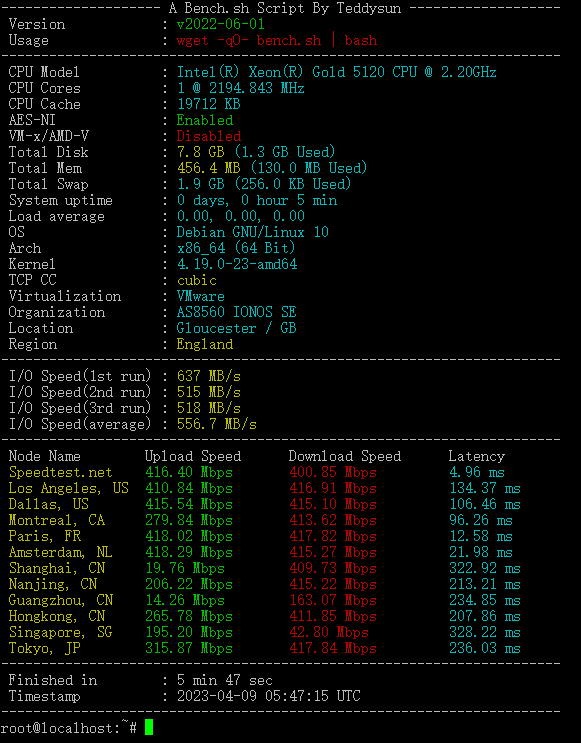 -------------------- A Bench.sh Script By Teddysun -------------------
Version : v2022-06-01
Usage : wget -qO- bench.sh | bash
----------------------------------------------------------------------
CPU Model : Intel(R) Xeon(R) Gold 5120 CPU @ 2.20GHz
CPU Cores : 1 @ 2194.843 MHz
CPU Cache : 19712 KB
AES-NI : Enabled
VM-x/AMD-V : Disabled
Total Disk : 7.8 GB (1.3 GB Used)
Total Mem : 456.4 MB (130.0 MB Used)
Total Swap : 1.9 GB (256.0 KB Used)
System uptime : 0 days, 0 hour 5 min
Load average : 0.00, 0.00, 0.00
OS : Debian GNU/Linux 10
Arch : x86_64 (64 Bit)
Kernel : 4.19.0-23-amd64
TCP CC : cubic
Virtualization : VMware
Organization : AS8560 IONOS SE
Location : Gloucester / GB
Region : England
----------------------------------------------------------------------
I/O Speed(1st run) : 637 MB/s
I/O Speed(2nd run) : 515 MB/s
I/O Speed(3rd run) : 518 MB/s
I/O Speed(average) : 556.7 MB/s
----------------------------------------------------------------------
Node Name Upload Speed Download Speed Latency
Speedtest.net 416.40 Mbps 400.85 Mbps 4.96 ms
Los Angeles, US 410.84 Mbps 416.91 Mbps 134.37 ms
Dallas, US 415.54 Mbps 415.10 Mbps 106.46 ms
Montreal, CA 279.84 Mbps 413.62 Mbps 96.26 ms
Paris, FR 418.02 Mbps 417.32 Mbps 12.58 ms
Amsterdam, NL 418.29 Mbps 415.27 Mbps 21.98 ms
Shanghai, CN 19.76 Mbps 409.73 Mbps 322.92 ms
Nanjing, CN 206.22 Mbps 415.22 Mbps 213.21 ms
Guangzhou, CN 14.26 Mbps 163.07 Mbps 234.85 ms
Hongkong, CN 265.78 Mbps 411.85 Mbps 207.86 ms
Singapore, SG 195.20 Mbps 42.80 Mbps 328.22 ms
Tokyo, JP 315.87 Mbps 417.84 Mbps 236.03 ms
----------------------------------------------------------------------
Finished in : 5 min 47 sec
Timestamp : 2023-04-09 05:47:15 UTC
----------------------------------------------------------------------
root@localhost:~#